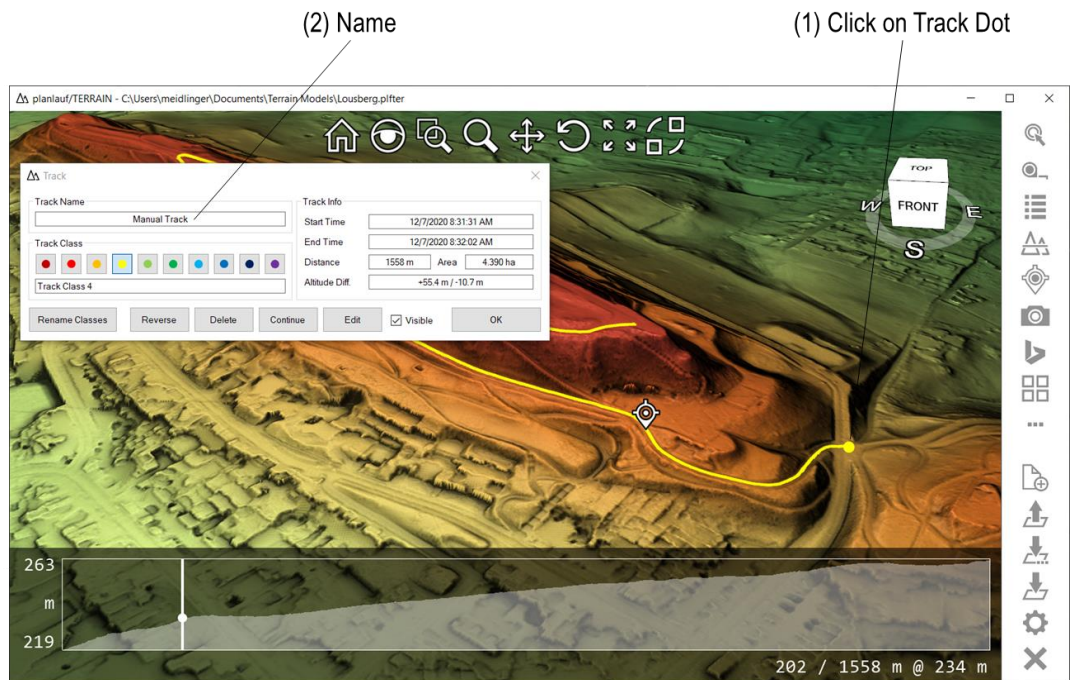 (2) Name
(1) Click on Track Dot
planlauf/TERRAIN - C:\Users\meidlinger\Documents\Terrain Models\Lousberg.plfter
Track
Track Name
Manual Track
Track Class
Track Class 4
Track Info
Start Time 12/7/2020 8:31:31 AM
End Time 12/7/2020 8:32:02 AM
Distance 1558 m Area 4.390 ha
Altitude Diff. +55.4 m / -10.7 m
Rename Classes Reverse Delete Continue Edit Visible OK
TOP
W FRONT E
S
263
m
219
202 / 1558 m @ 234 m